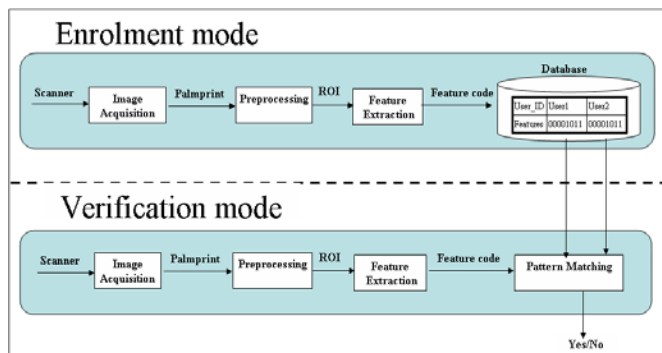 Enrolment mode
Database
Scanner
Image
Acquisition
Palmprint
Preprocessing
ROI
Feature
Extraction
Feature code
User_ID User1 User2
Features 00001011 00001011
Verification mode
Scanner
Image
Acquisition
Palmprint
Preprocessing
ROI
Feature
Extraction
Feature code
Pattern Matching
Yes/No